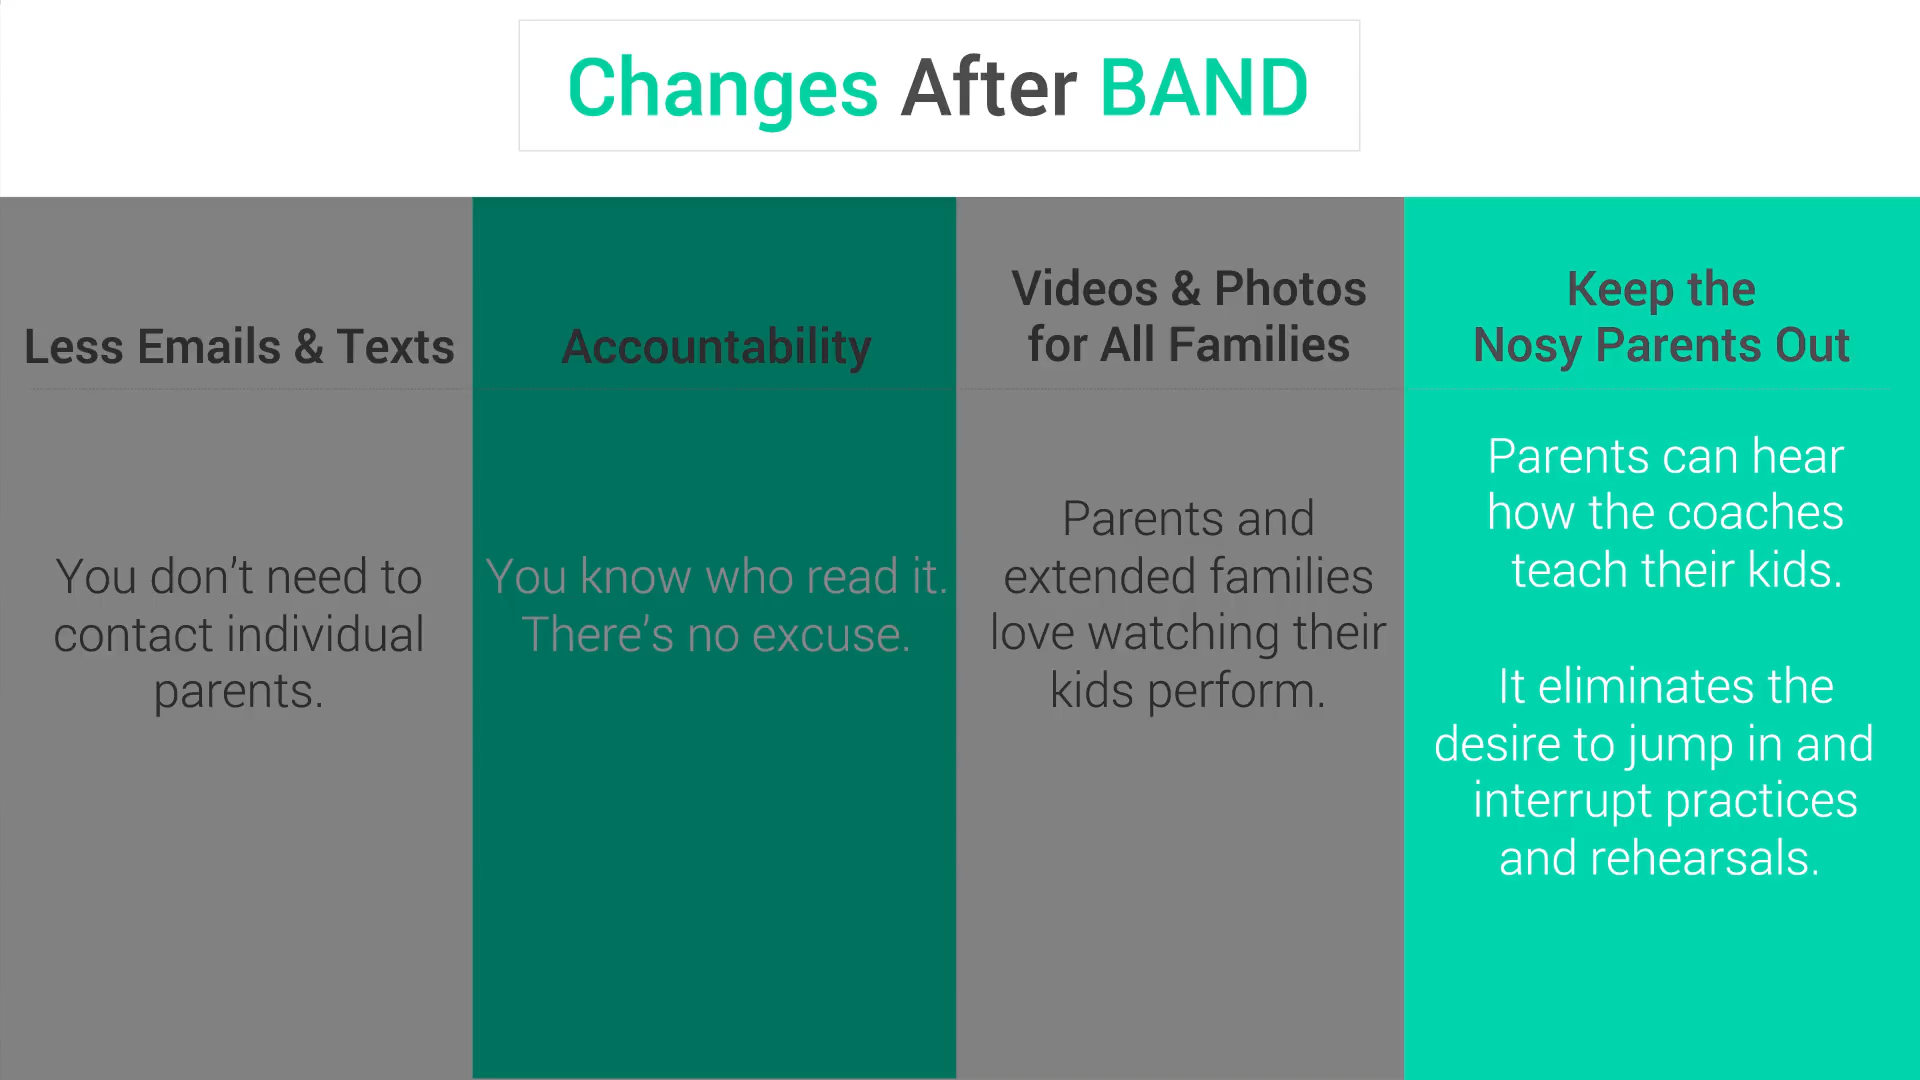 Changes After BAND
Less Emails & Texts
You don't need to
contact individual
parents.
Accountability
You know who read it.
There's no excuse.
Videos & Photos
for All Families
Parents and
extended families
love watching their
kids perform.
Keep the
Nosy Parents Out
Parents can hear
how the coaches
teach their kids.
It eliminates the
desire to jump in and
interrupt practices
and rehearsals.